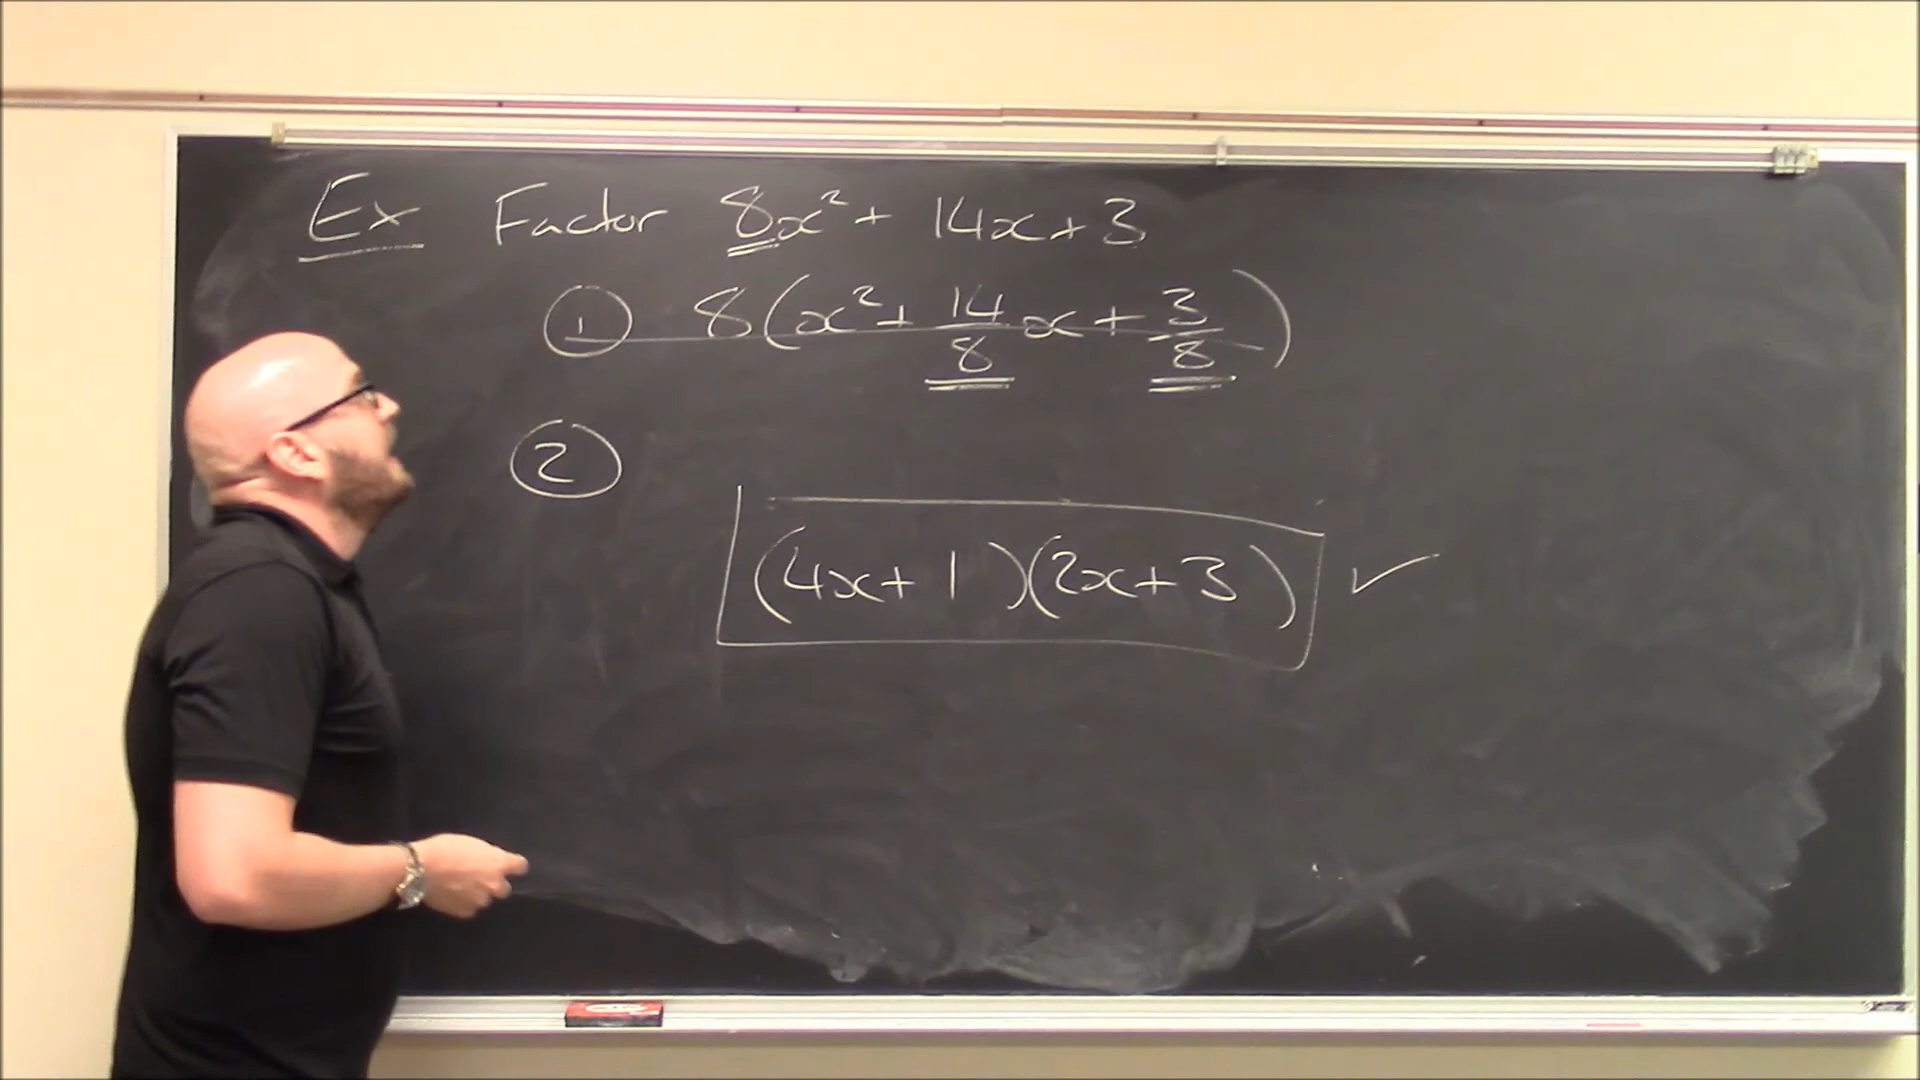 Ex Factor 8x² + 14x + 3
① 8(x² + 14/8 x + 3/8)
②
(4x + 1)(2x + 3) ✓